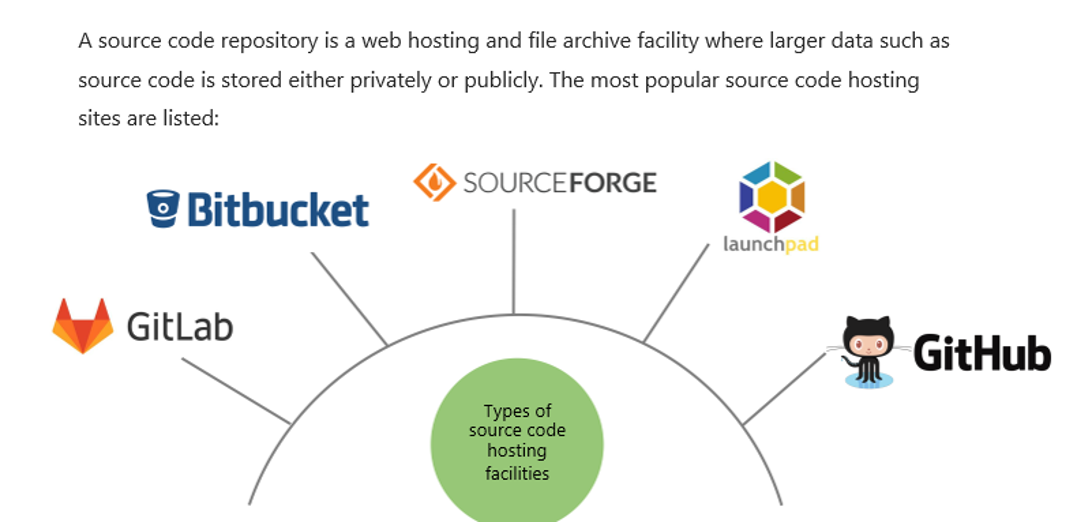 A source code repository is a web hosting and file archive facility where larger data such as
source code is stored either privately or publicly. The most popular source code hosting
sites are listed:
SOURCEFORGE
Bitbucket
launchpad
GitLab
GitHub
Types of
source code
hosting
facilities